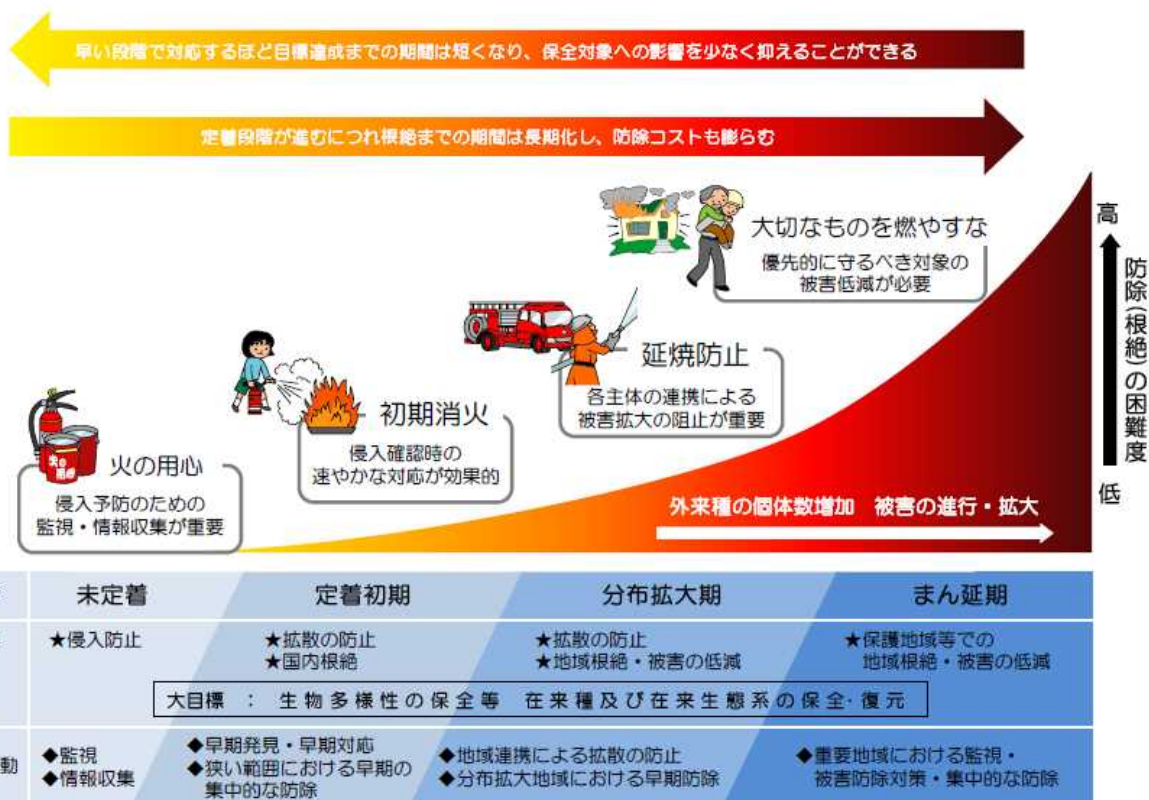 早い段階で対応するほど目標達成までの期間は短くなり、保全対象への影響を少なく抑えることができる
定着段階が進むにつれ根絶までの期間は長期化し、防除コストも膨らむ
大切なものを燃やすな
優先的に守るべき対象の
被害低減が必要
高
防除(根絶)の困難度
低
延焼防止
各主体の連携による
被害拡大の阻止が重要
初期消火
侵入確認時の
速やかな対応が効果的
火の用心
火の用心
侵入予防のための
監視・情報収集が重要
外来種の個体数増加 被害の進行・拡大
未定着 定着初期 分布拡大期 まん延期
★侵入防止 ★拡散の防止 ★拡散の防止 ★保護地域等での
★国内根絶 ★地域根絶・被害の低減 地域根絶・被害の低減
大目標 : 生物多様性の保全等 在来種及び在来生態系の保全・復元
動
◆監視
◆情報収集
◆早期発見・早期対応
◆狭い範囲における早期の
集中的な防除
◆地域連携による拡散の防止
◆分布拡大地域における早期防除
◆重要地域における監視・
被害防除対策・集中的な防除